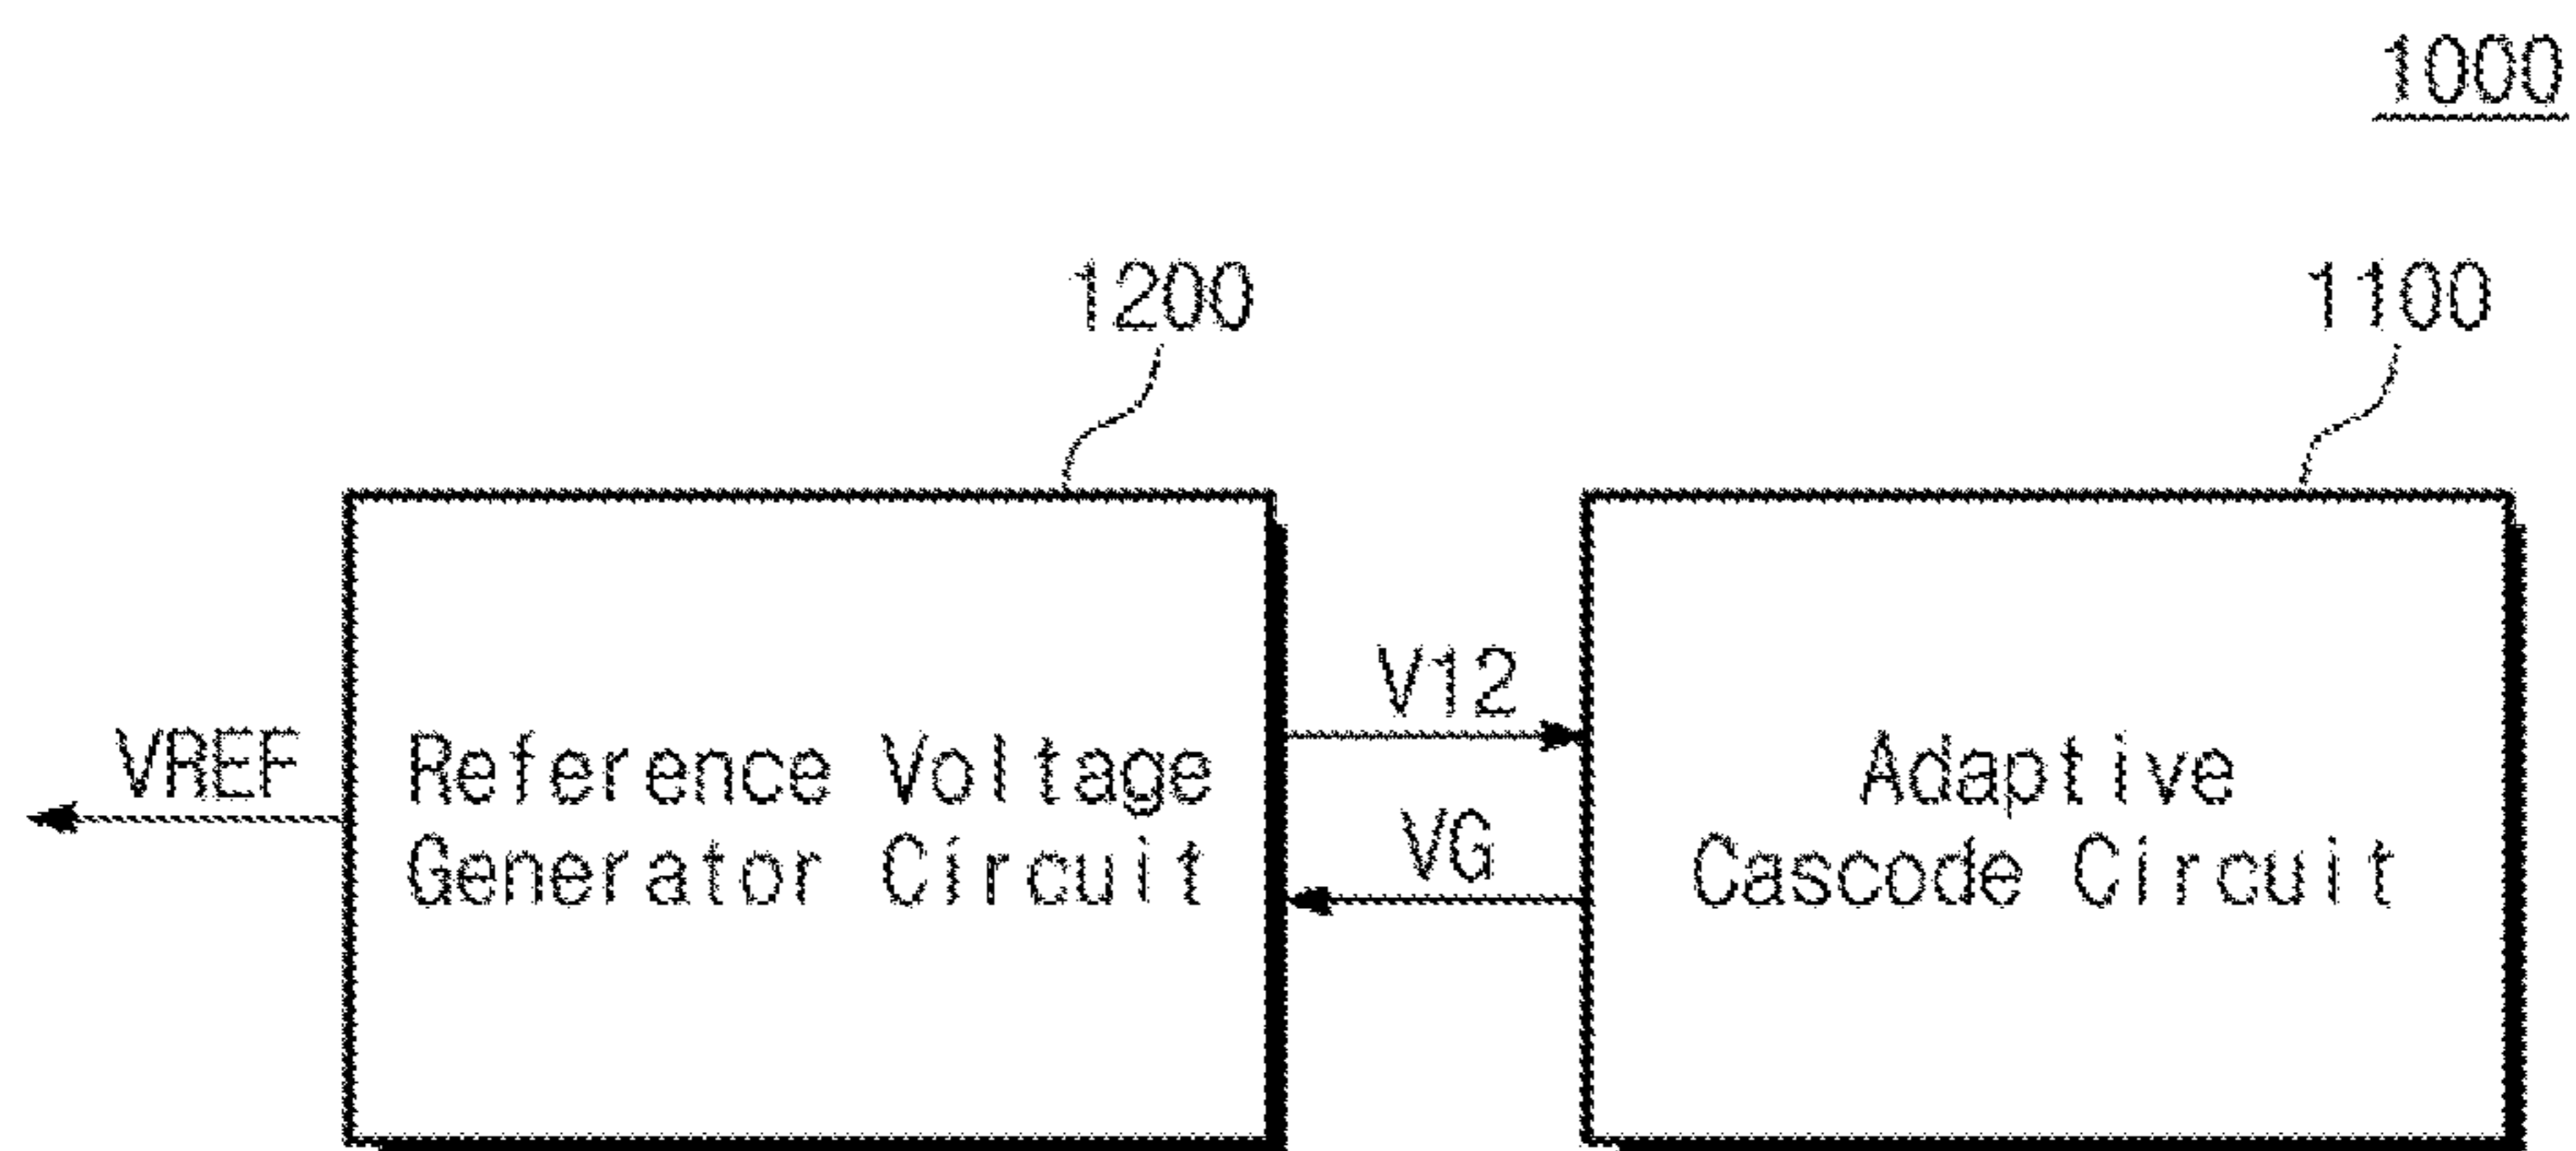 1000
1200
1100
VREF
Reference Voltage
Generator Circuit
V12
VG
Adaptive
Cascode Circuit